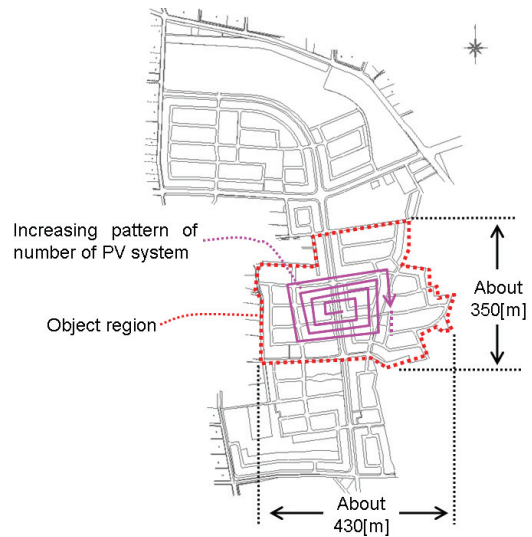 Increasing pattern of
number of PV system
Object region
About
350[m]
About
430[m]